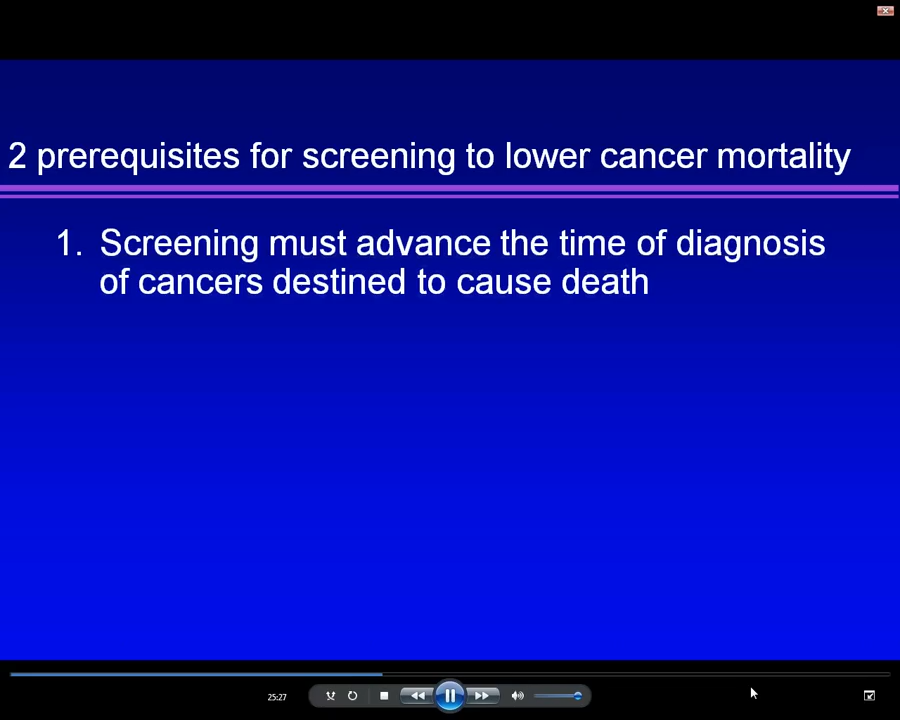 2 prerequisites for screening to lower cancer mortality
1. Screening must advance the time of diagnosis
of cancers destined to cause death
25:27